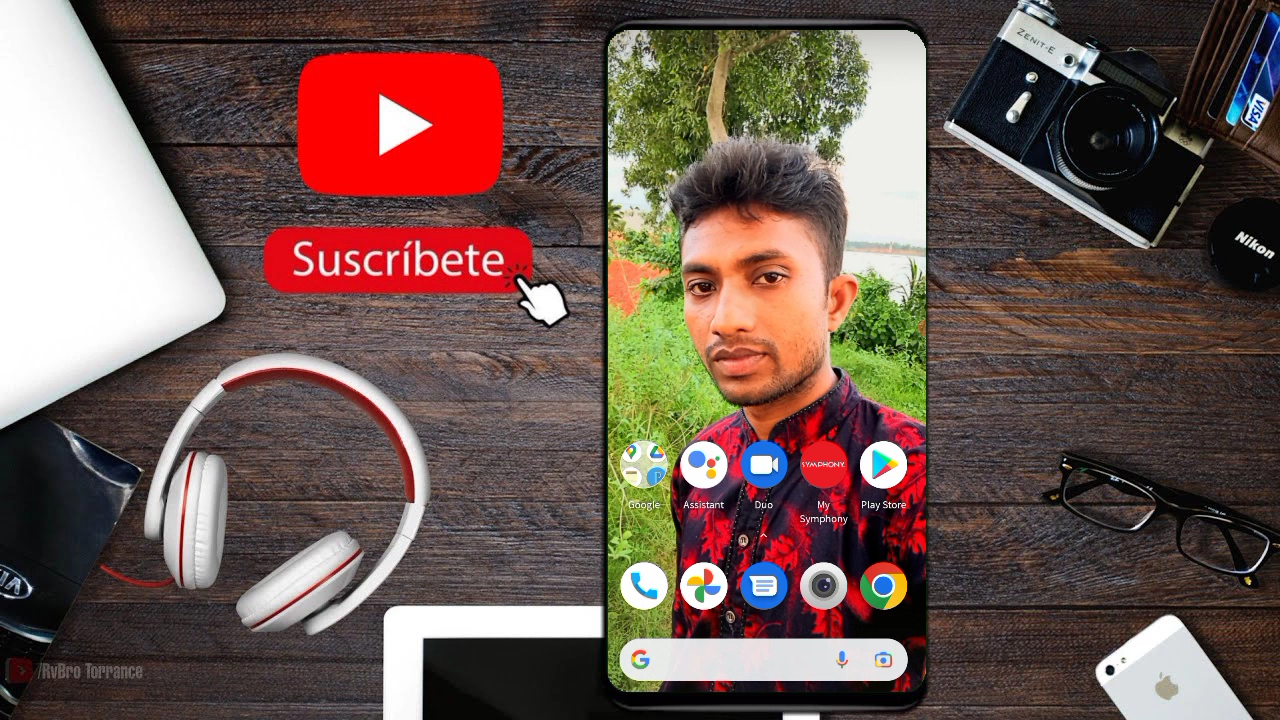 Suscríbete
ZENIT-E
VISA
Nikon
Google
Assistant
Duo
SYMPHONY
My
Symphony
Play Store
G
/RvBro Torrance